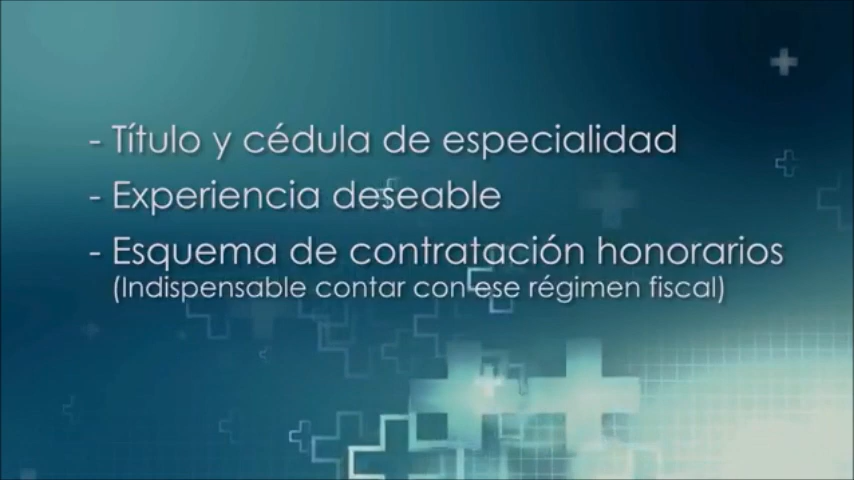 - Título y cédula de especialidad
- Experiencia deseable
- Esquema de contratación honorarios
(Indispensable contar con ese régimen fiscal)